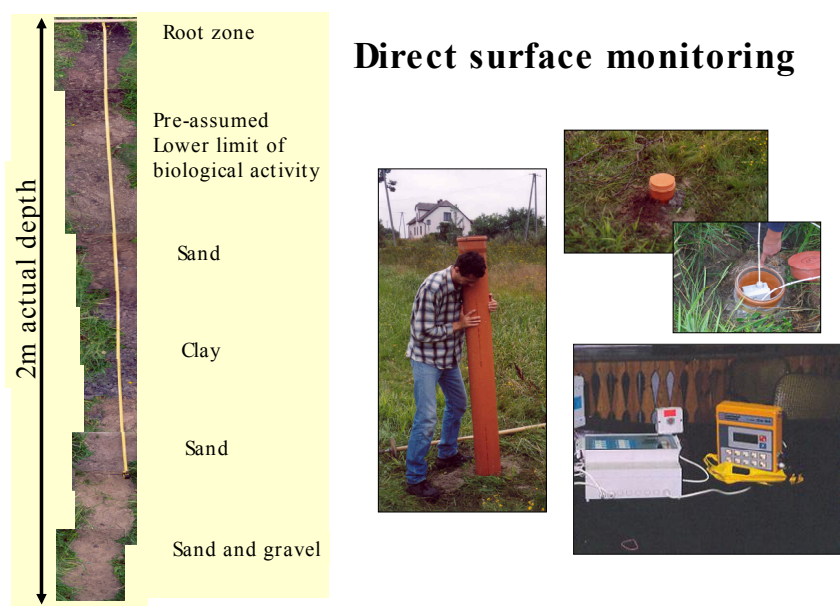 Direct surface monitoring
2m actual depth
Root zone
Pre-assumed
Lower limit of
biological activity
Sand
Clay
Sand
Sand and gravel